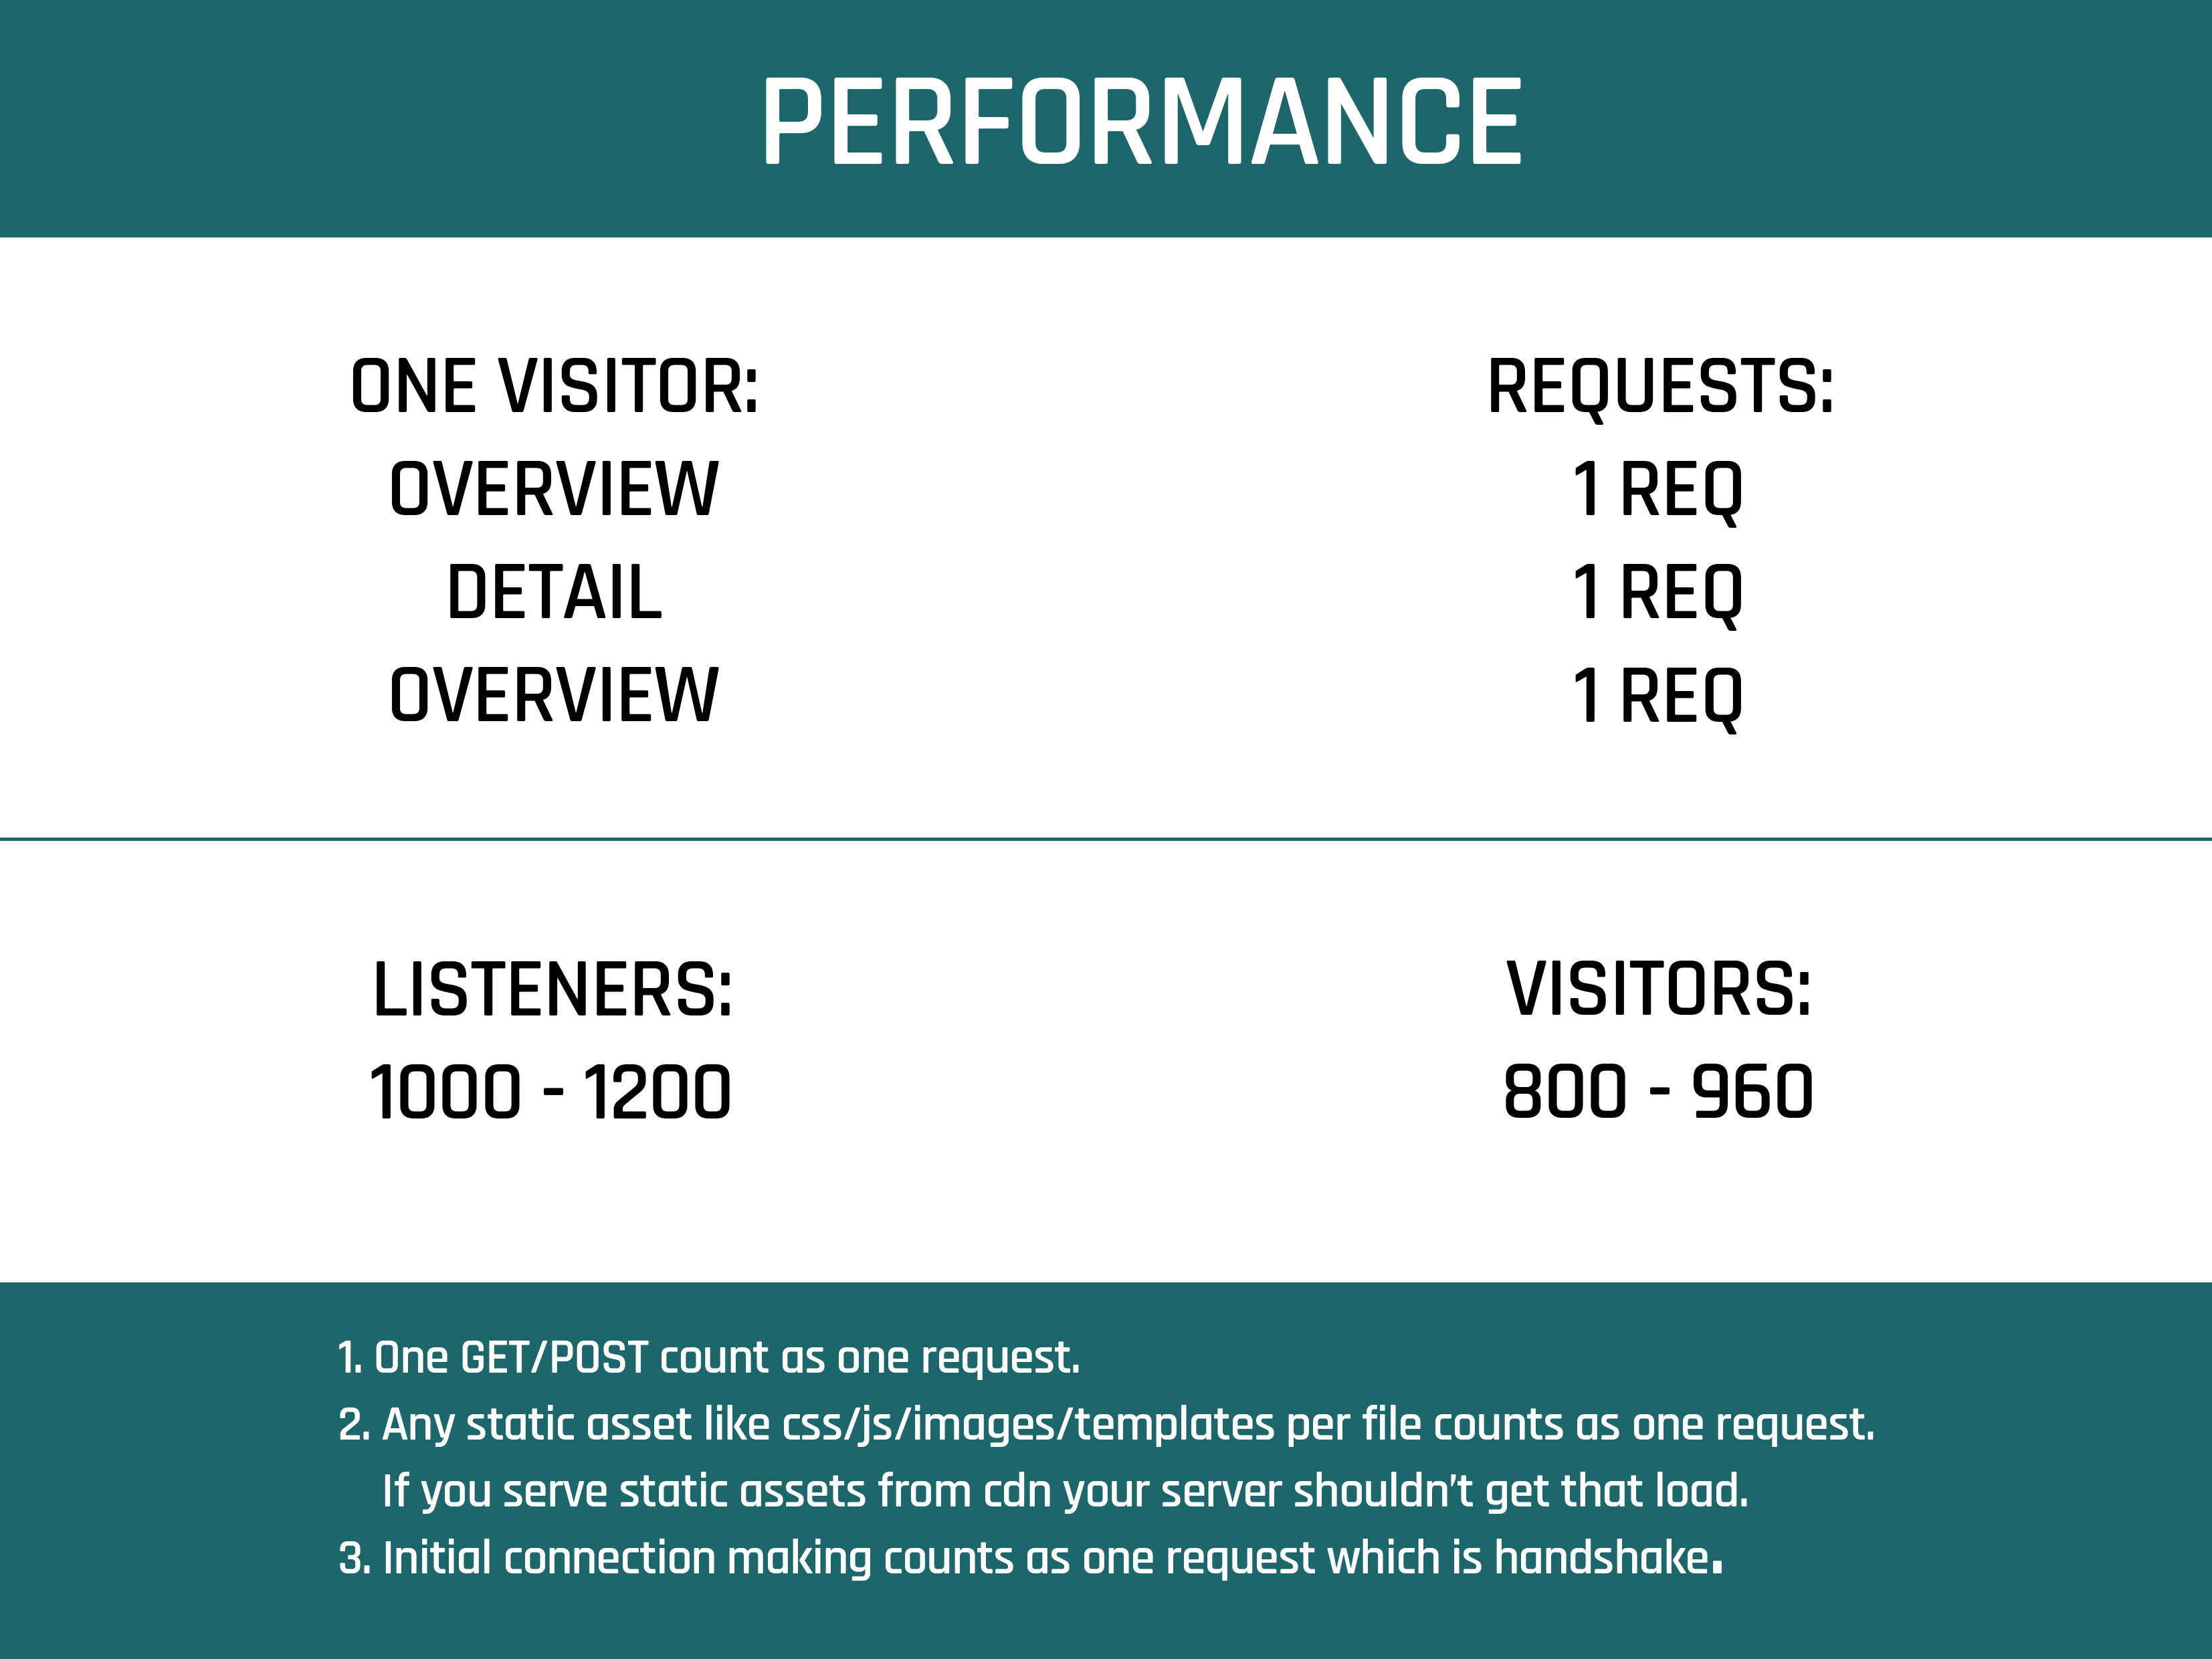 PERFORMANCE
ONE VISITOR:
OVERVIEW
DETAIL
OVERVIEW
REQUESTS:
1 REQ
1 REQ
1 REQ
LISTENERS:
1000 - 1200
VISITORS:
800 - 960
1. One GET/POST count as one request.
2. Any static asset like css/js/images/templates per file counts as one request.
If you serve static assets from cdn your server shouldn't get that load.
3. Initial connection making counts as one request which is handshake.